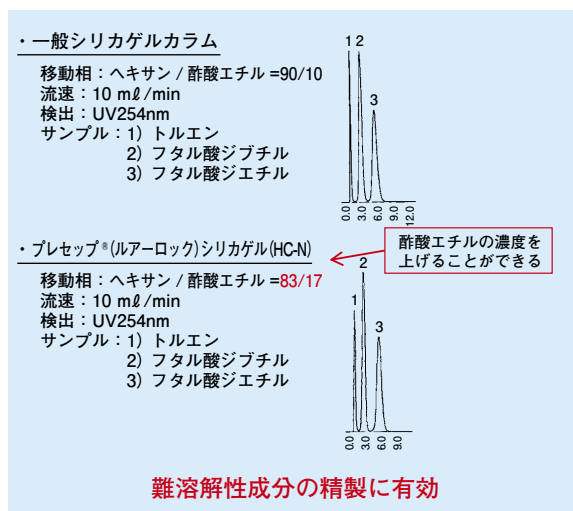 ・一般シリカゲルカラム
移動相：ヘキサン / 酢酸エチル =90/10
流速：10 mℓ/min
検出：UV254nm
サンプル：1）トルエン
2）フタル酸ジブチル
3）フタル酸ジエチル
1 2
3
0.0 3.0 6.0 9.0 12.0
・プレセップ®(ルアーロック)シリカゲル(HC-N)
酢酸エチルの濃度を
上げることができる
移動相：ヘキサン / 酢酸エチル =83/17
流速：10 mℓ/min
検出：UV254nm
サンプル：1）トルエン
2）フタル酸ジブチル
3）フタル酸ジエチル
2
1
3
0.0 3.0 6.0 9.0
難溶解性成分の精製に有効